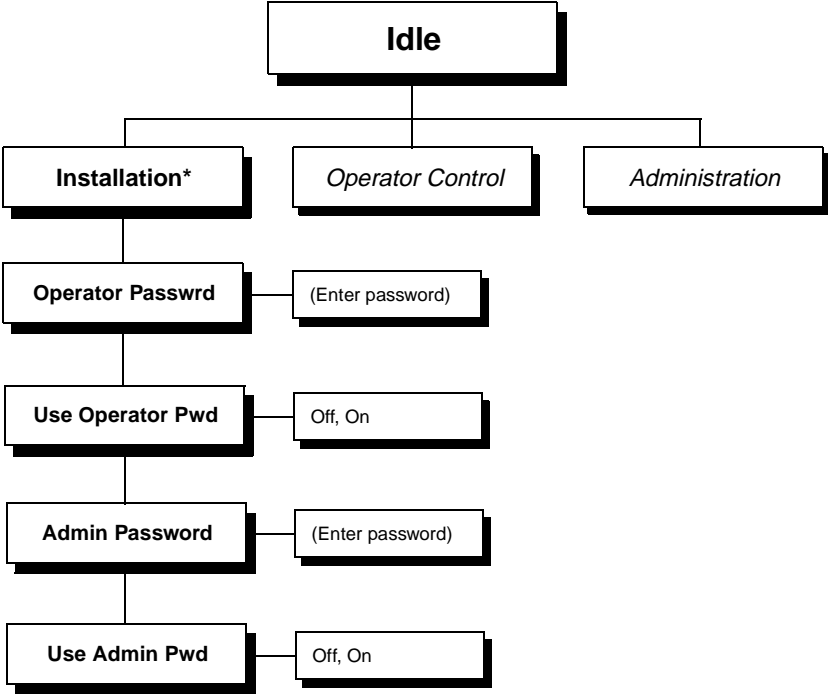 Idle
Installation*
Operator Control
Administration
Operator Passwrd
(Enter password)
Use Operator Pwd
Off, On
Admin Password
(Enter password)
Use Admin Pwd
Off, On